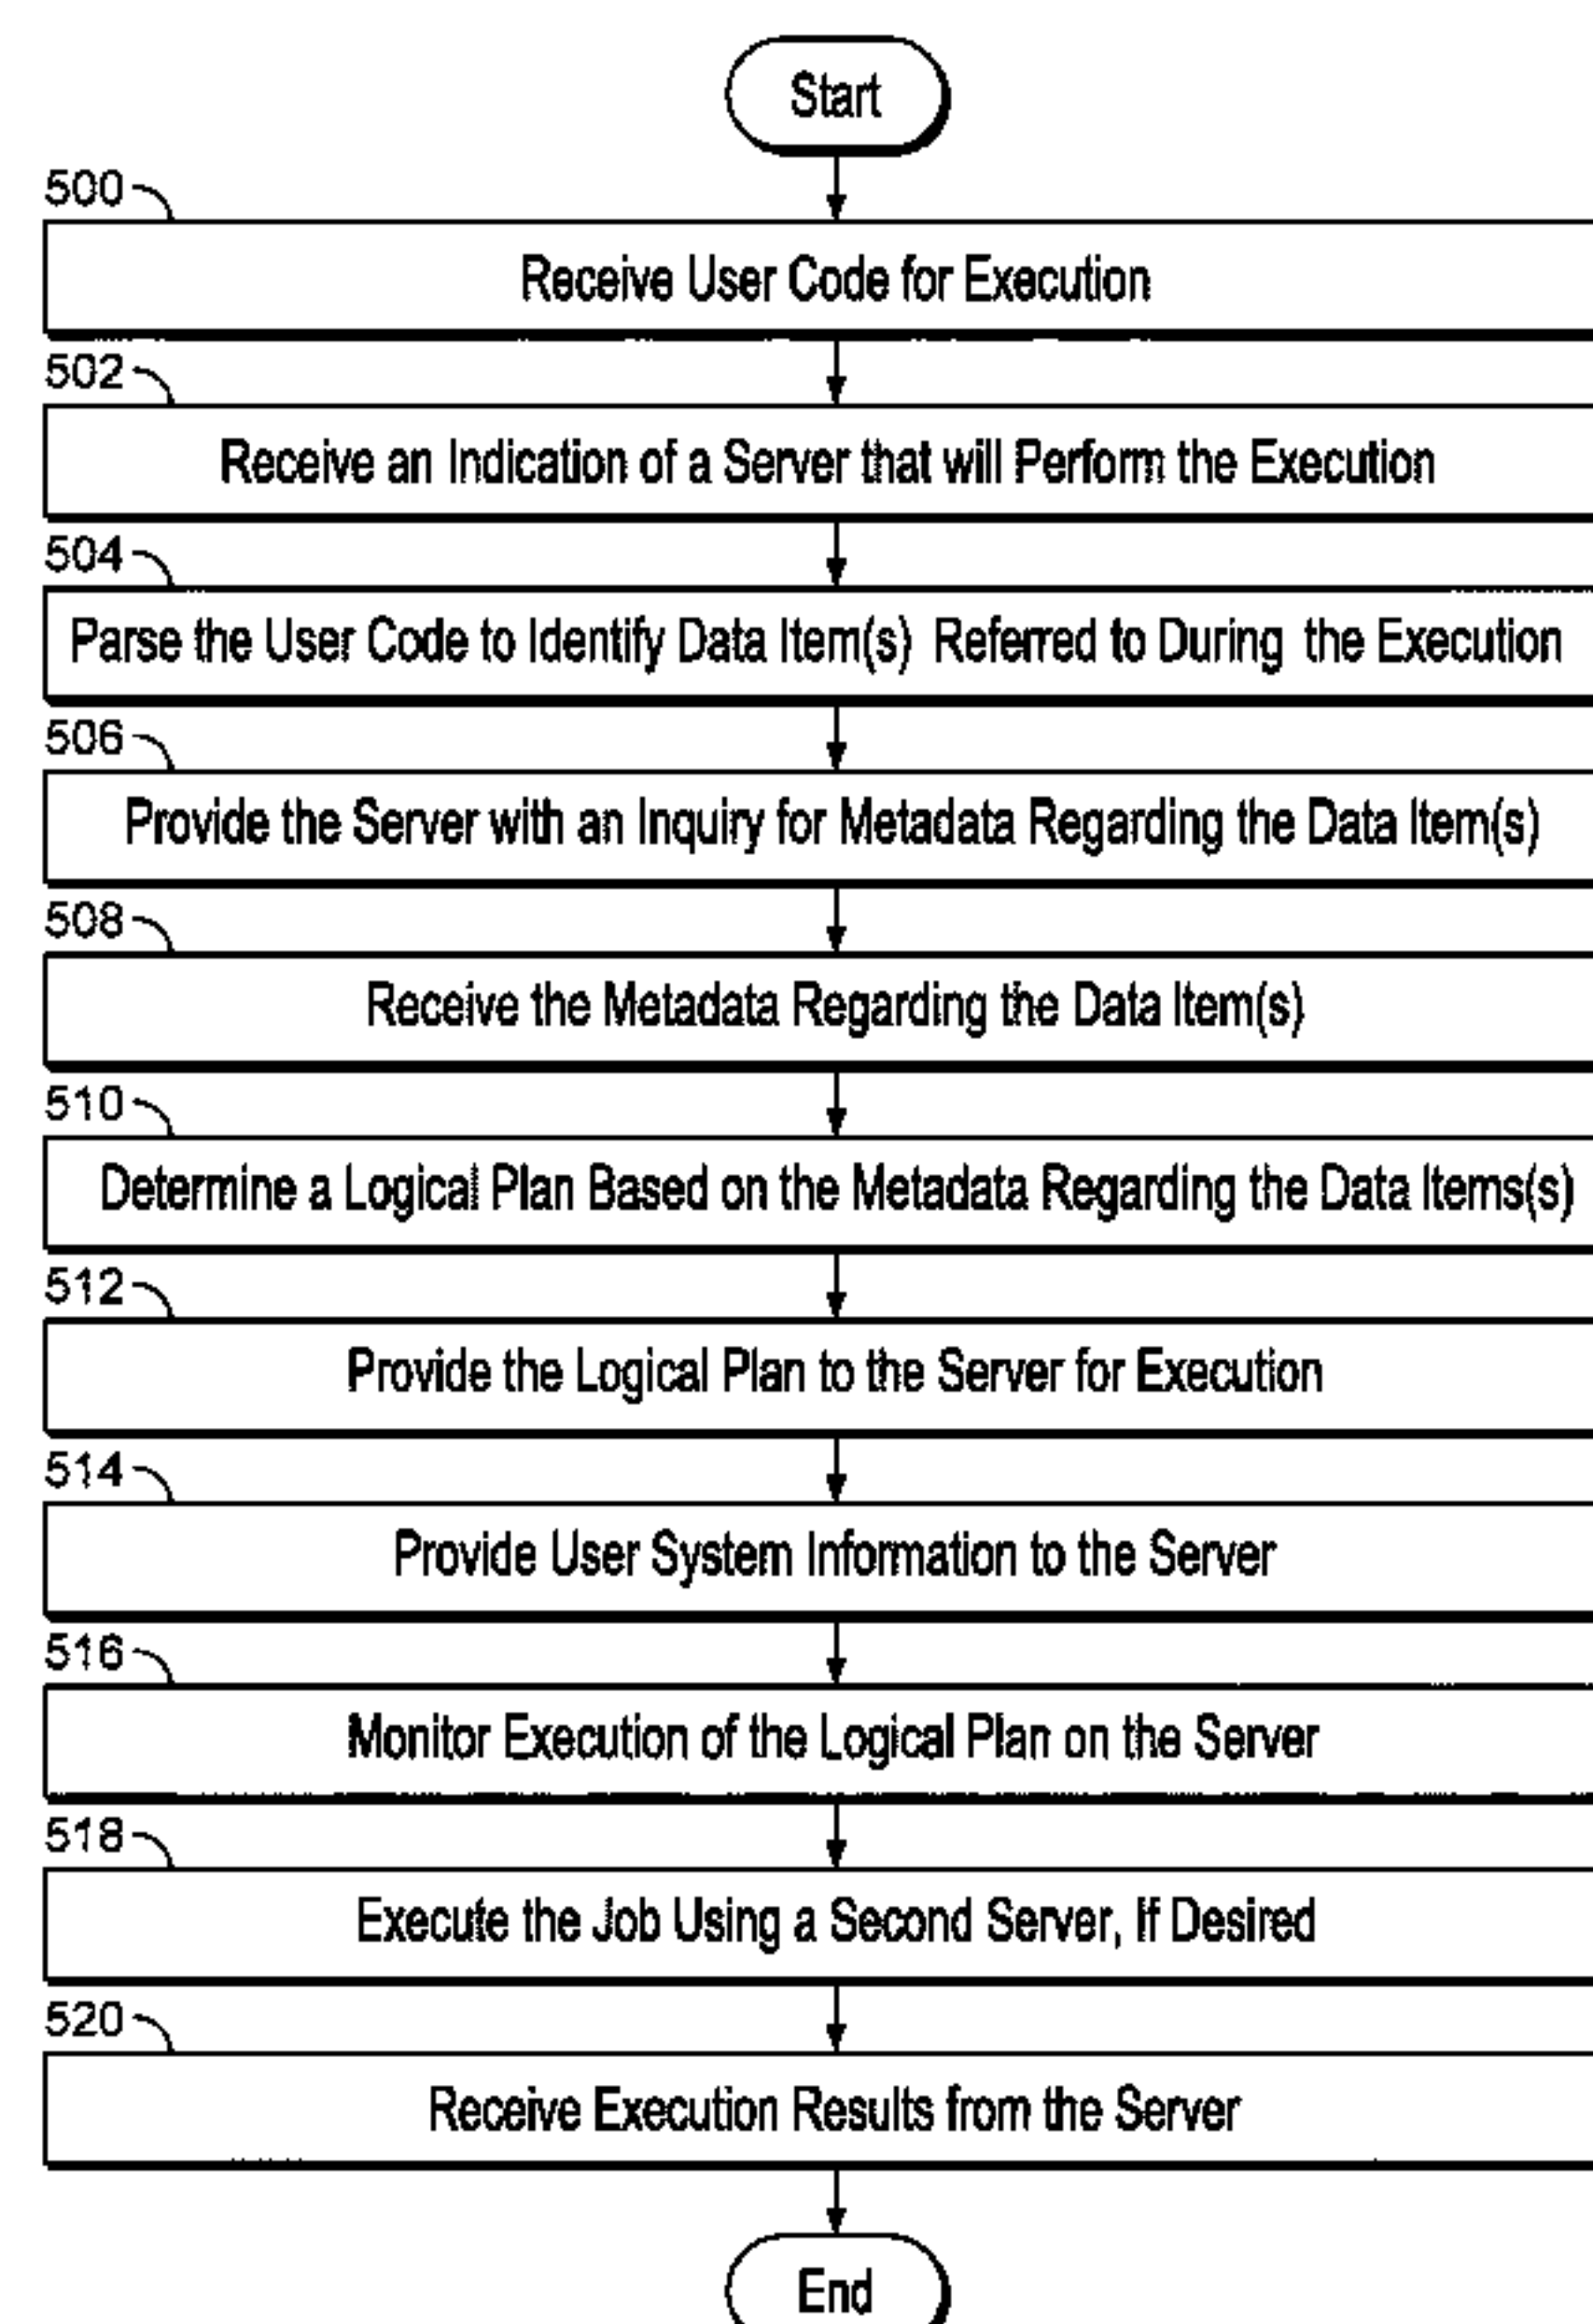 Start
500
Receive User Code for Execution
502
Receive an Indication of a Server that will Perform the Execution
504
Parse the User Code to Identify Data Item(s) Referred to During the Execution
506
Provide the Server with an Inquiry for Metadata Regarding the Data Item(s)
508
Receive the Metadata Regarding the Data Item(s)
510
Determine a Logical Plan Based on the Metadata Regarding the Data Items(s)
512
Provide the Logical Plan to the Server for Execution
514
Provide User System Information to the Server
516
Monitor Execution of the Logical Plan on the Server
518
Execute the Job Using a Second Server, If Desired
520
Receive Execution Results from the Server
End